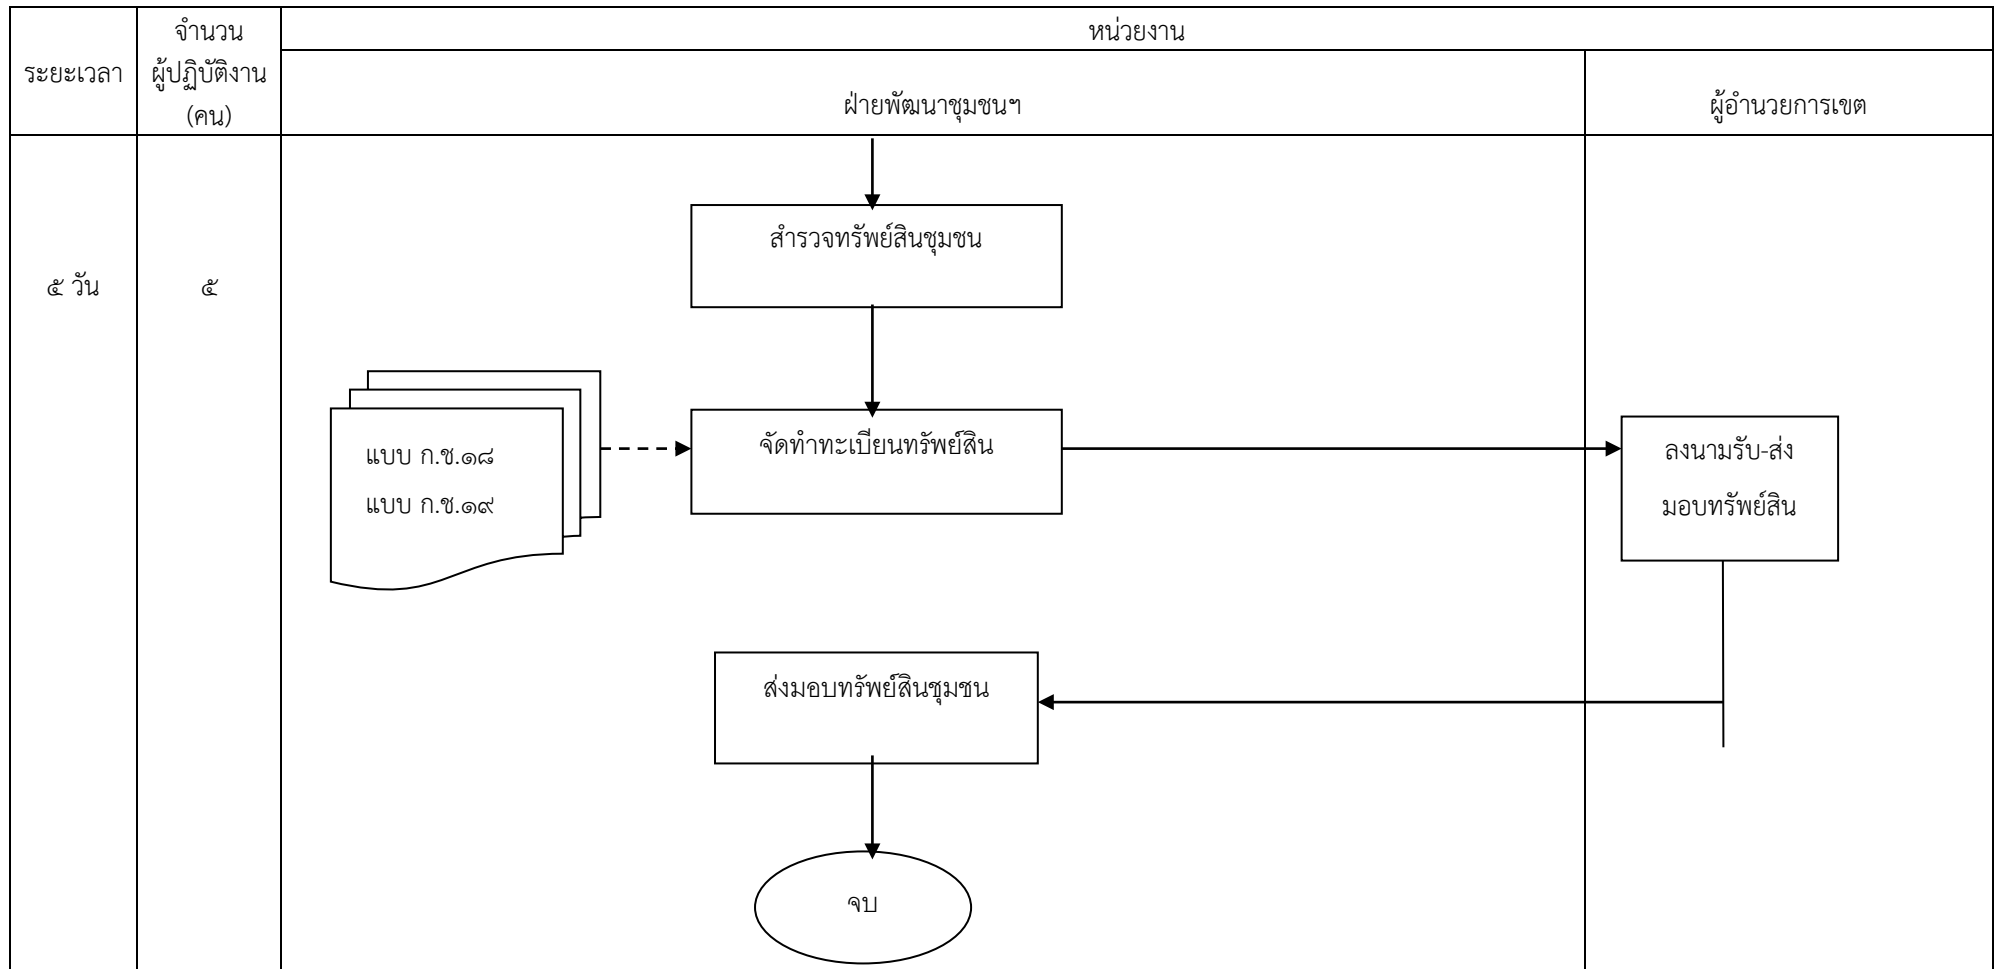 ระยะเวลา
จำนวน
ผู้ปฏิบัติงาน
(คน)
หน่วยงาน
ฝ่ายพัฒนาชุมชนฯ
ผู้อำนวยการเขต
สำรวจทรัพย์สินชุมชน
๕ วัน
๕
แบบ ก.ช.๑๘
แบบ ก.ช.๑๙
จัดทำทะเบียนทรัพย์สิน
ลงนามรับ-ส่ง
มอบทรัพย์สิน
ส่งมอบทรัพย์สินชุมชน
จบ